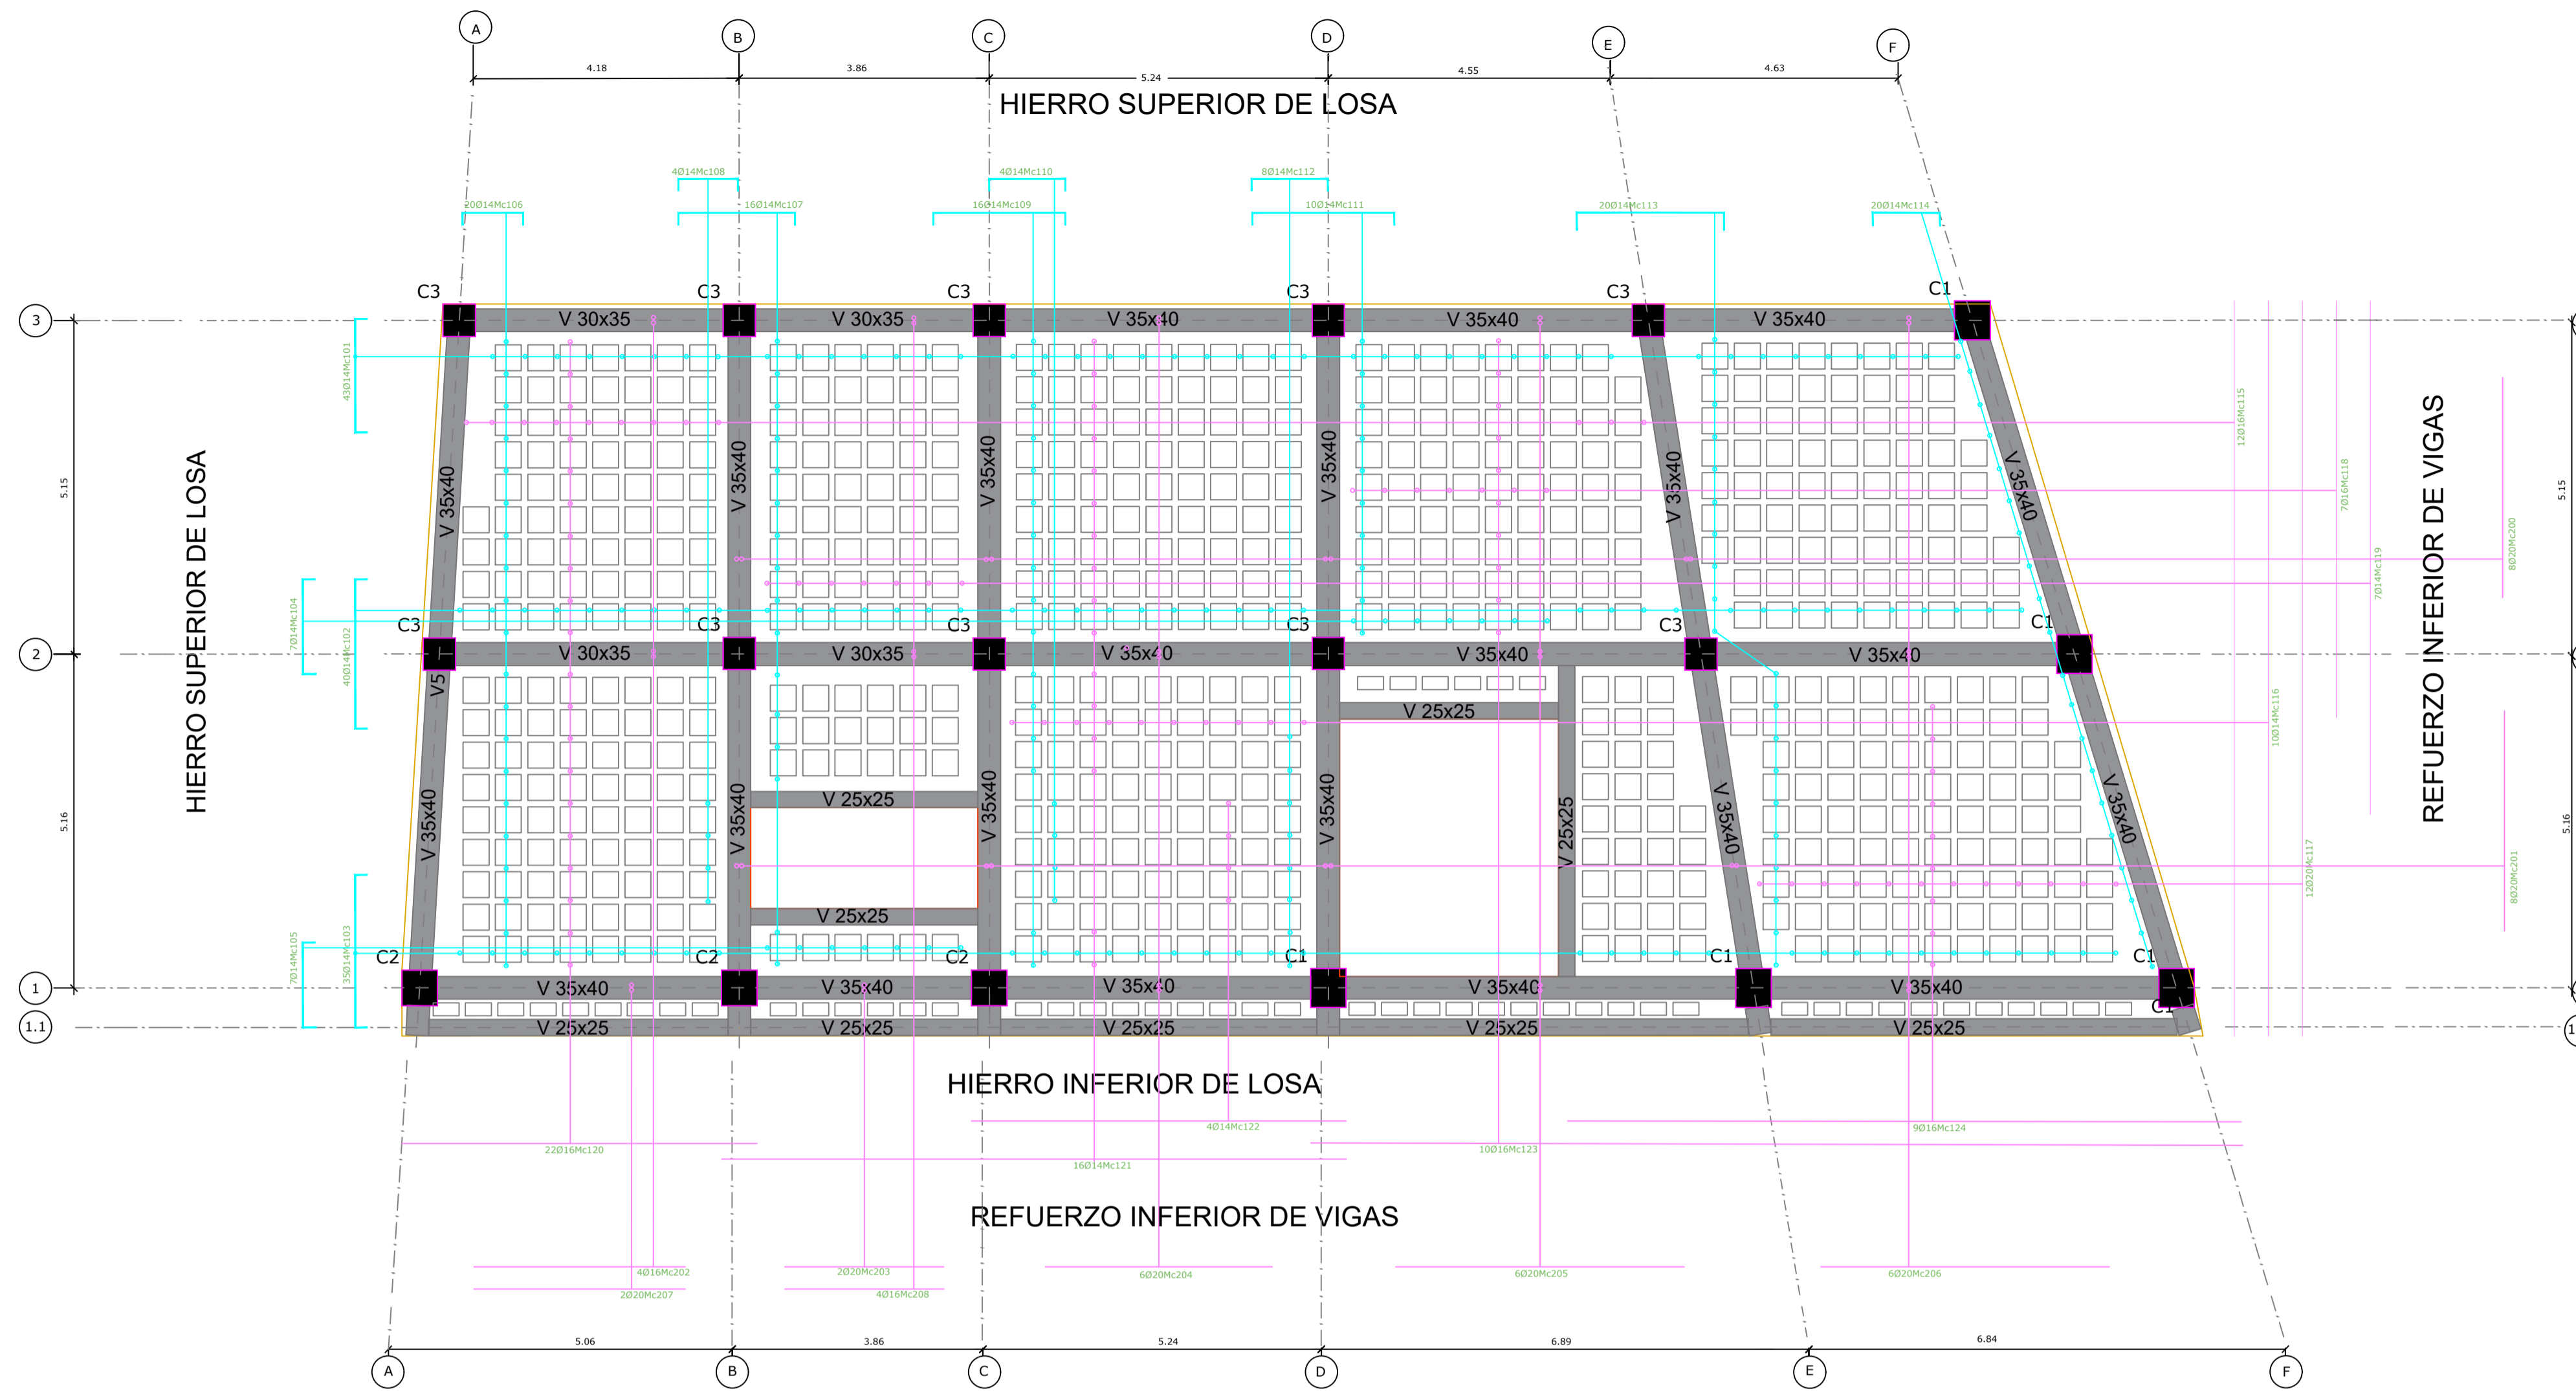 A B C D E F
4.18 3.86 5.24 4.55 4.63
HIERRO SUPERIOR DE LOSA
4Ø14Mc108 4Ø14Mc110 8Ø14Mc112
20Ø14Mc106 16Ø14Mc107 16Ø14Mc109 10Ø14Mc111 20Ø14Mc113 20Ø14Mc114
C3 C3 C3 C3 C3 C1
3 V 30x35 V 30x35 V 35x40 V 35x40 V 35x40
43Ø14Mc101
12Ø16Mc115
7Ø16Mc118
8Ø20Mc200
7Ø14Mc119
5.15
HIERRO SUPERIOR DE LOSA
V 35x40 V 35x40 V 35x40 V 35x40 V 35x40 V 35x40
REFUERZO INFERIOR DE VIGAS
5.15
7Ø14Mc104
40Ø14Mc102
C3 C3 C3 C3 C3 C1
2 V 30x35 V 30x35 V 35x40 V 35x40 V 35x40
V5
V 25x25
10Ø14Mc116
5.16
V 35x40 V 35x40 V 35x40 V 35x40 V 25x25 V 35x40 V 35x40
V 25x25
5.16
12Ø20Mc117
8Ø20Mc201
V 25x25
7Ø14Mc105
35Ø14Mc103
C2 C2 C2 C1 C1 C1
1 V 35x40 V 35x40 V 35x40 V 35x40 V 35x40
C1
1.1 V 25x25 V 25x25 V 25x25 V 25x25 V 25x25
HIERRO INFERIOR DE LOSA
4Ø14Mc122 9Ø16Mc124
22Ø16Mc120 10Ø16Mc123
16Ø14Mc121
REFUERZO INFERIOR DE VIGAS
4Ø16Mc202 2Ø20Mc203 6Ø20Mc204 6Ø20Mc205 6Ø20Mc206
2Ø20Mc207 4Ø16Mc208
5.06 3.86 5.24 6.89 6.84
A B C D E F